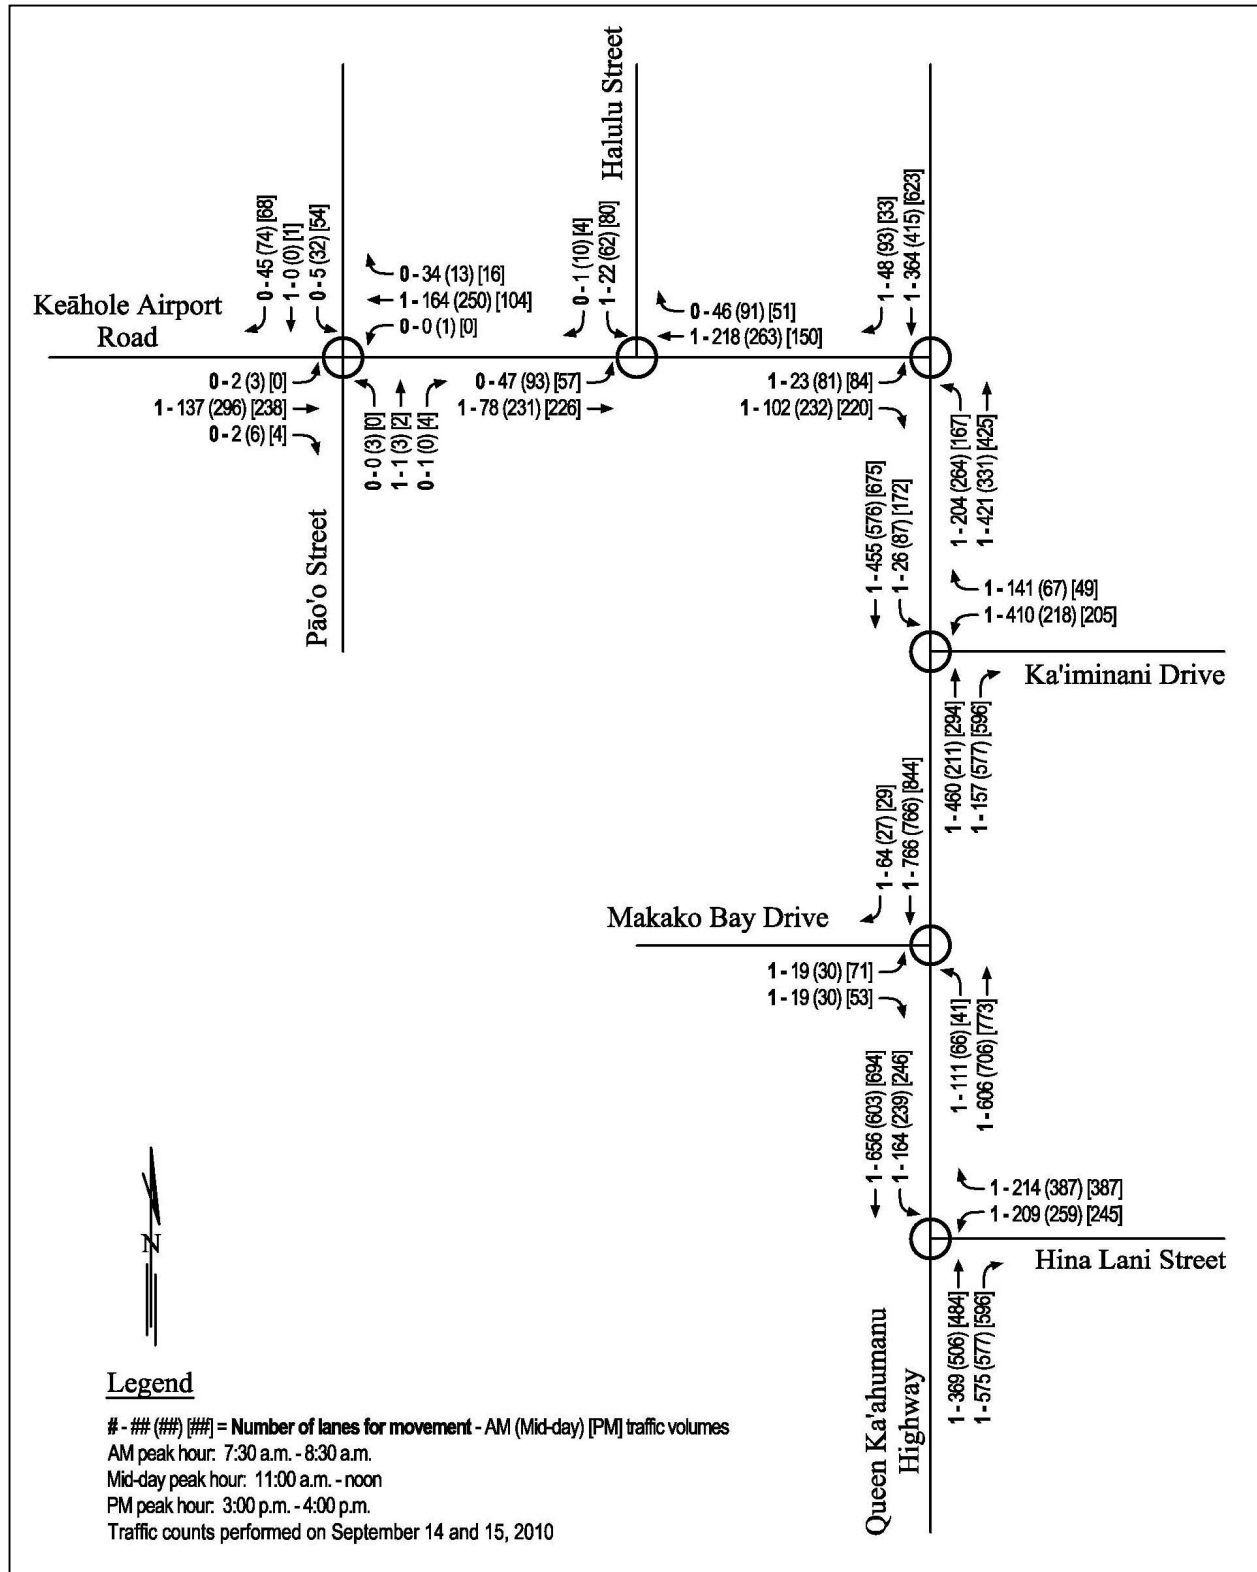 Halulu Street
0 - 45 (74) [68]
1 - 0 (0) [1]
0 - 5 (32) [54]
0 - 34 (13) [16]
1 - 164 (250) [104]
0 - 0 (1) [0]
Keāhole Airport
Road
0 - 2 (3) [0]
1 - 137 (296) [238]
0 - 2 (6) [4]
0 - 0 (3) [0]
1 - 1 (3) [2]
0 - 1 (0) [4]
Pāo'o Street
0 - 1 (10) [4]
1 - 22 (62) [80]
0 - 46 (91) [51]
1 - 218 (263) [150]
0 - 47 (93) [57]
1 - 78 (231) [226]
1 - 48 (93) [33]
1 - 364 (415) [623]
1 - 23 (81) [84]
1 - 102 (232) [220]
1 - 204 (264) [167]
1 - 421 (331) [425]
1 - 455 (576) [675]
1 - 26 (87) [172]
1 - 141 (67) [49]
1 - 410 (218) [205]
Ka'iminani Drive
1 - 460 (211) [294]
1 - 157 (577) [596]
1 - 64 (27) [29]
1 - 766 (766) [844]
Makako Bay Drive
1 - 19 (30) [71]
1 - 19 (30) [53]
1 - 111 (66) [41]
1 - 606 (706) [773]
1 - 656 (603) [694]
1 - 164 (239) [246]
1 - 214 (387) [387]
1 - 209 (259) [245]
Hina Lani Street
1 - 369 (506) [484]
1 - 575 (577) [596]
Queen Ka'ahumanu
Highway
N
Legend
# - ## (##) [##] = Number of lanes for movement - AM (Mid-day) [PM] traffic volumes
AM peak hour: 7:30 a.m. - 8:30 a.m.
Mid-day peak hour: 11:00 a.m. - noon
PM peak hour: 3:00 p.m. - 4:00 p.m.
Traffic counts performed on September 14 and 15, 2010